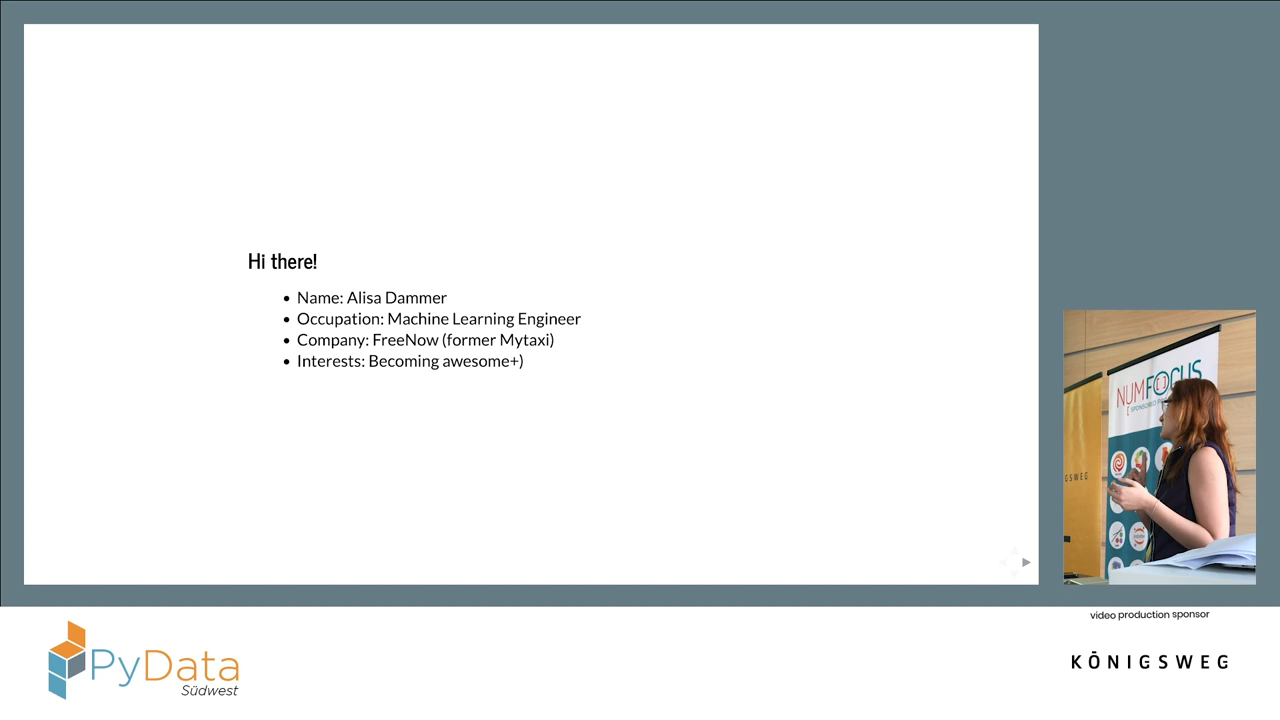 Hi there!
Name: Alisa Dammer
Occupation: Machine Learning Engineer
Company: FreeNow (former Mytaxi)
Interests: Becoming awesome+)
NUMFOCUS
GSWEG
video production sponsor
KÖNIGSWEG
PyData
Südwest